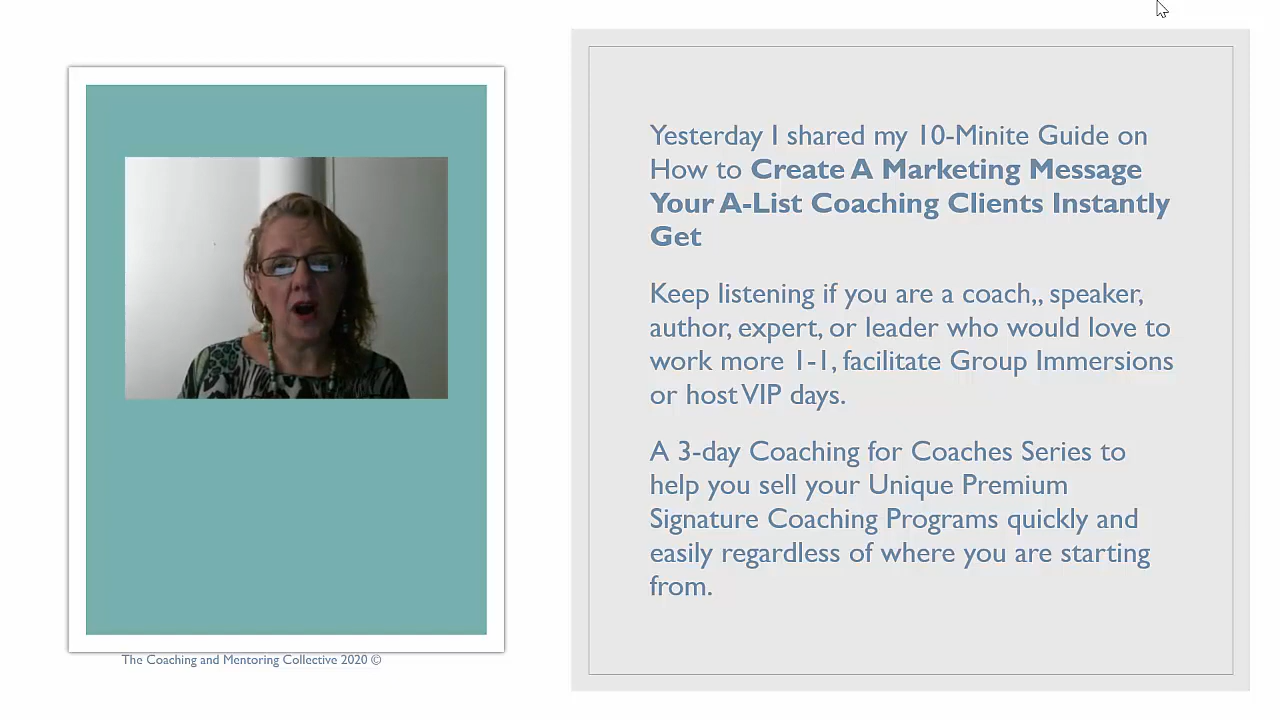 Yesterday I shared my 10-Minite Guide on
How to Create A Marketing Message
Your A-List Coaching Clients Instantly
Get
Keep listening if you are a coach,, speaker,
author, expert, or leader who would love to
work more 1-1, facilitate Group Immersions
or host VIP days.
A 3-day Coaching for Coaches Series to
help you sell your Unique Premium
Signature Coaching Programs quickly and
easily regardless of where you are starting
from.
The Coaching and Mentoring Collective 2020 ©